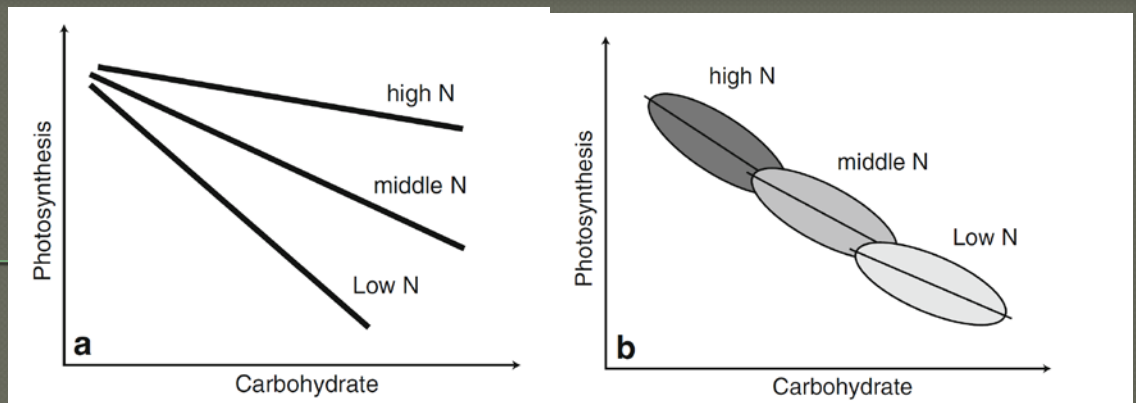 Photosynthesis
high N
middle N
Low N
a
Carbohydrate
Photosynthesis
high N
middle N
Low N
b
Carbohydrate